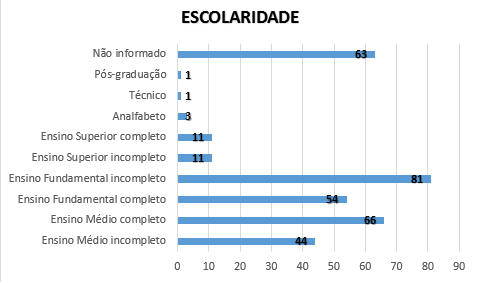 ESCOLARIDADE
Não informado 63
Pós-graduação 1
Técnico 1
Analfabeto 3
Ensino Superior completo 11
Ensino Superior incompleto 11
Ensino Fundamental incompleto 81
Ensino Fundamental completo 54
Ensino Médio completo 66
Ensino Médio incompleto 44
0 10 20 30 40 50 60 70 80 90